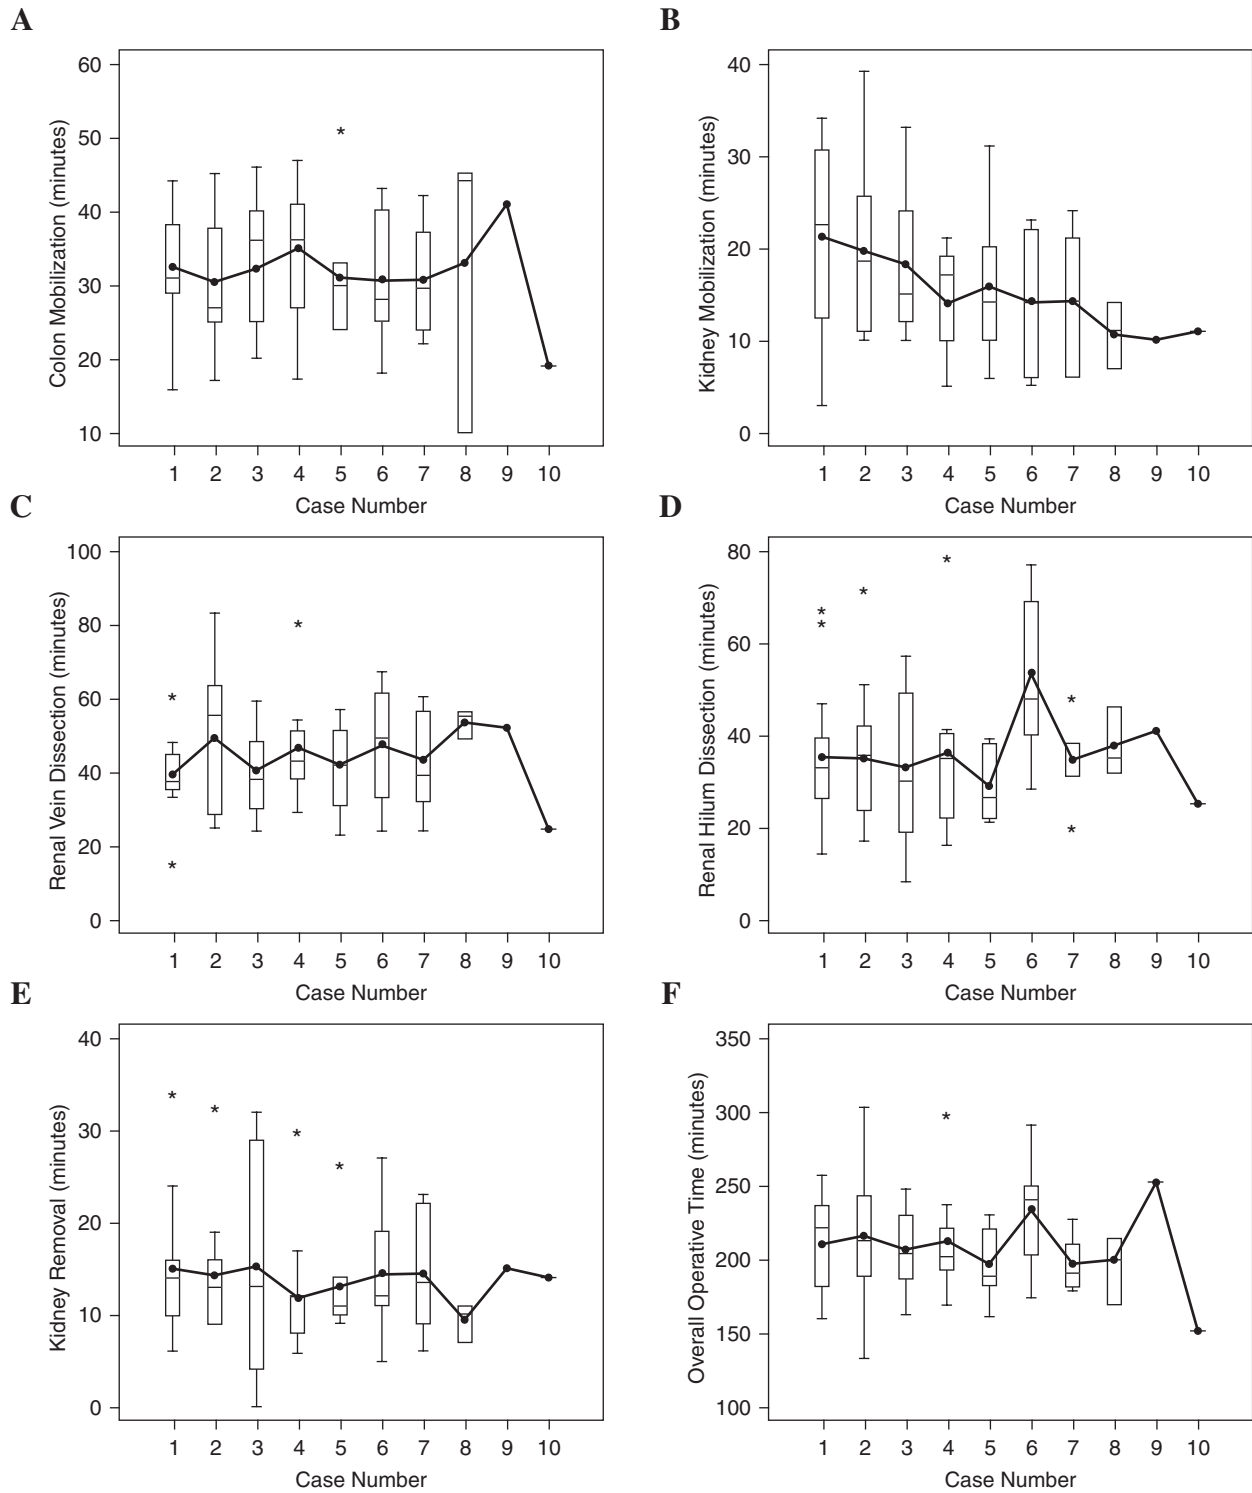 A
Colon Mobilization (minutes)
60
50
40
30
20
10
1 2 3 4 5 6 7 8 9 10
Case Number
B
Kidney Mobilization (minutes)
40
30
20
10
0
1 2 3 4 5 6 7 8 9 10
Case Number
C
Renal Vein Dissection (minutes)
100
80
60
40
20
0
1 2 3 4 5 6 7 8 9 10
Case Number
D
Renal Hilum Dissection (minutes)
80
60
40
20
0
1 2 3 4 5 6 7 8 9 10
Case Number
E
Kidney Removal (minutes)
40
30
20
10
0
1 2 3 4 5 6 7 8 9 10
Case Number
F
Overall Operative Time (minutes)
350
300
250
200
150
100
1 2 3 4 5 6 7 8 9 10
Case Number